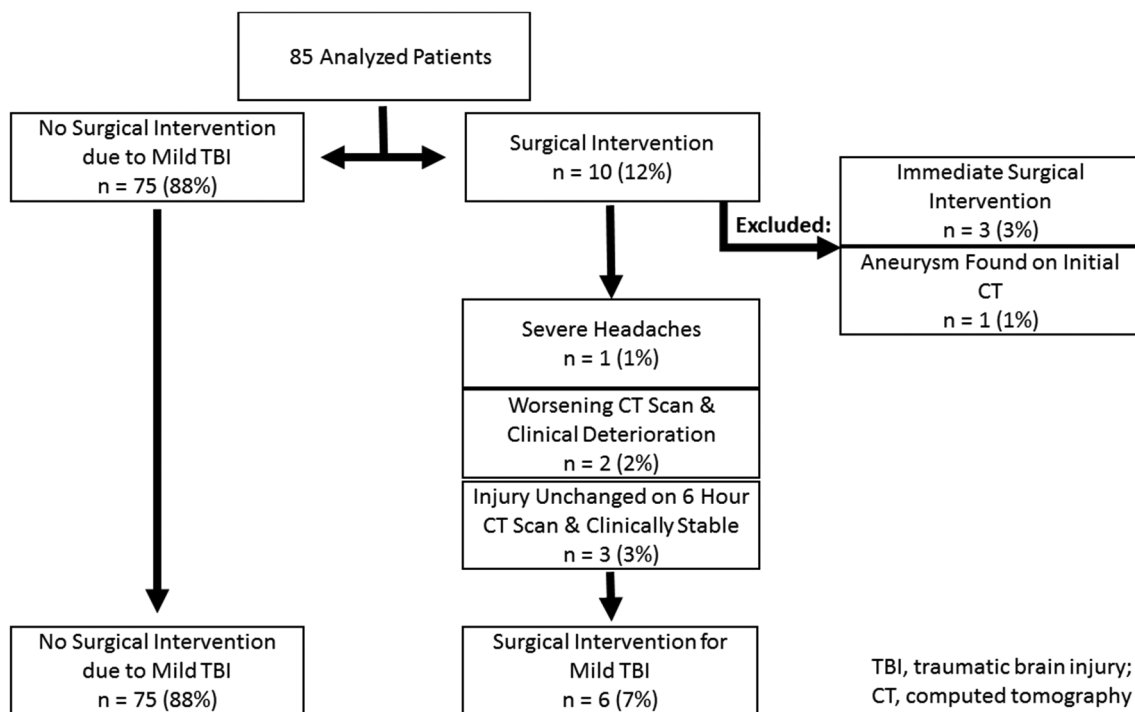 85 Analyzed Patients
No Surgical Intervention
due to Mild TBI
n = 75 (88%)
Surgical Intervention
n = 10 (12%)
Excluded:
Immediate Surgical
Intervention
n = 3 (3%)
Aneurysm Found on Initial
CT
n = 1 (1%)
Severe Headaches
n = 1 (1%)
Worsening CT Scan &
Clinical Deterioration
n = 2 (2%)
Injury Unchanged on 6 Hour
CT Scan & Clinically Stable
n = 3 (3%)
No Surgical Intervention
due to Mild TBI
n = 75 (88%)
Surgical Intervention for
Mild TBI
n = 6 (7%)
TBI, traumatic brain injury;
CT, computed tomography